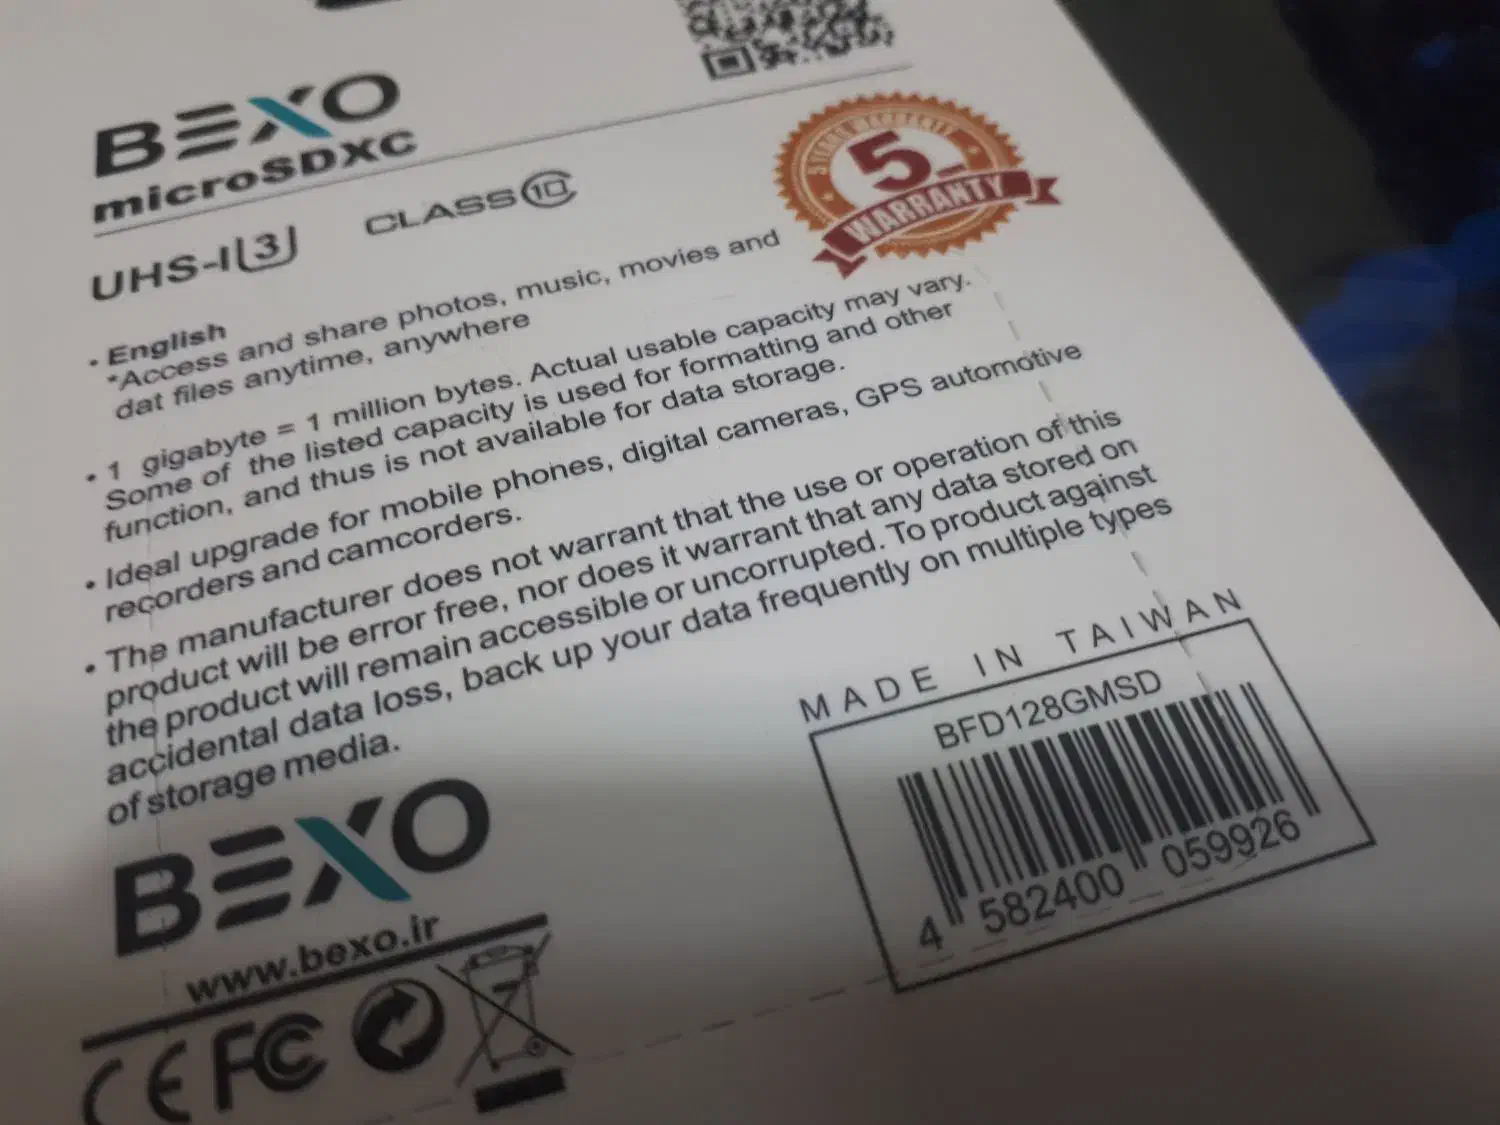 BEXO
microSDXC
UHS-I 3
CLASS 10
5
WARRANTY
• English
*Access and share photos, music, movies and
dat files anytime, anywhere
• 1 gigabyte = 1 million bytes. Actual usable capacity may vary.
Some of the listed capacity is used for formatting and other
function, and thus is not available for data storage.
• Ideal upgrade for mobile phones, digital cameras, GPS automotive
recorders and camcorders.
• The manufacturer does not warrant that the use or operation of this
product will be error free, nor does it warrant that any data stored on
the product will remain accessible or uncorrupted. To product against
accidental data loss, back up your data frequently on multiple types
of storage media.
MADE IN TAIWAN
BFD128GMSD
4 582400 059926
BEXO
www.bexo.ir
CE FC